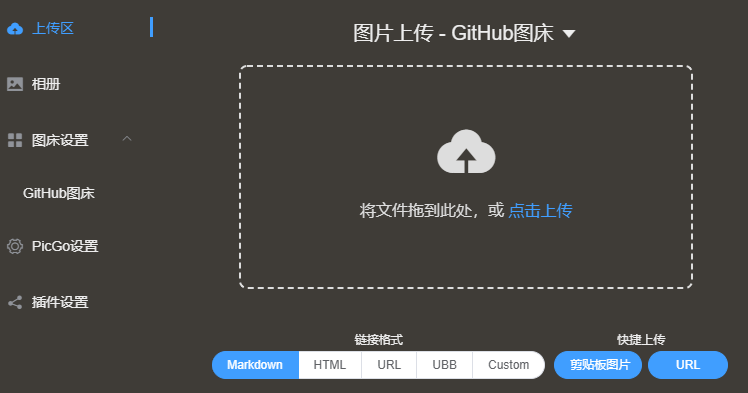 上传区
相册
图床设置
GitHub图床
PicGo设置
插件设置
图片上传 - GitHub图床
将文件拖到此处，或 点击上传
链接格式
Markdown HTML URL UBB Custom
快捷上传
剪贴板图片 URL